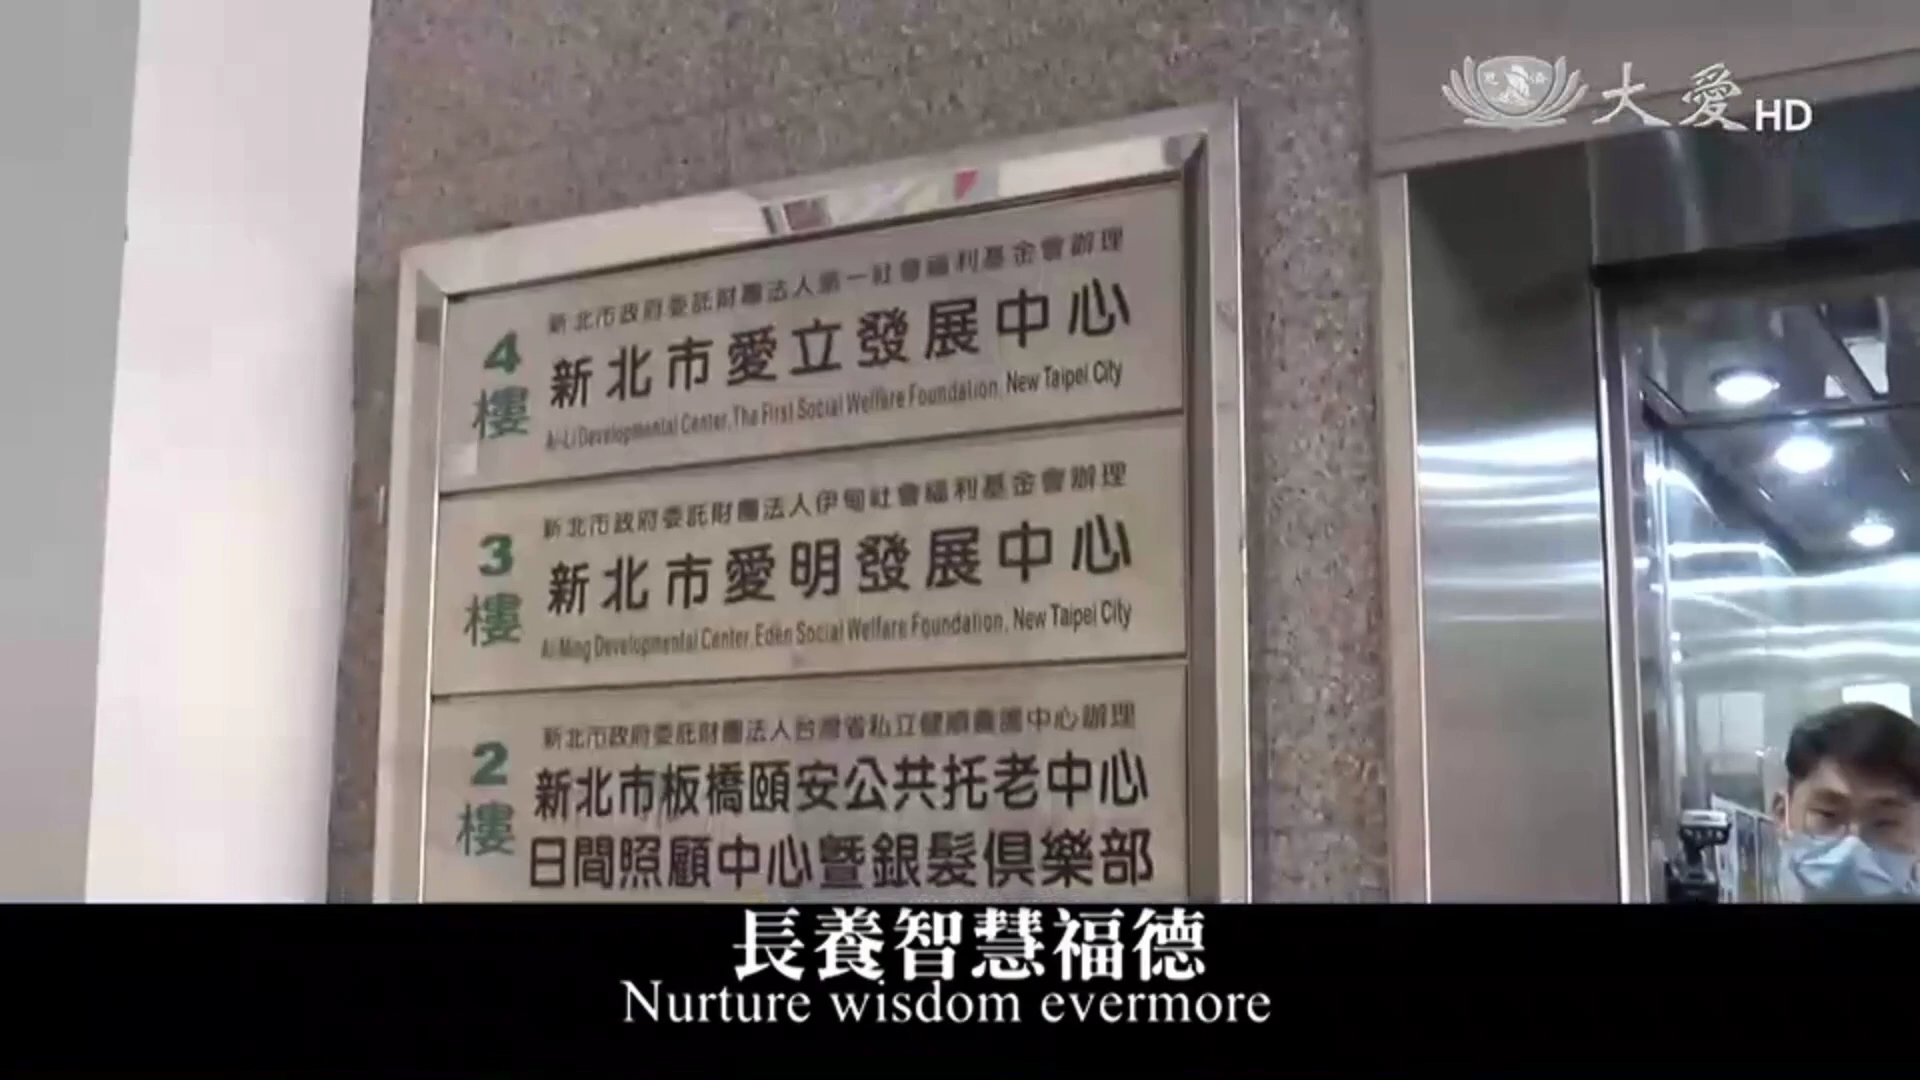 大愛HD
4樓
新北市政府委託財團法人第一社會福利基金會辦理
新北市愛立發展中心
Ai-Li Developmental Center, The First Social Welfare Foundation, New Taipei City
3樓
新北市政府委託財團法人伊甸社會福利基金會辦理
新北市愛明發展中心
Ai-Ming Developmental Center, Eden Social Welfare Foundation, New Taipei City
2樓
新北市政府委託財團法人台灣省私立健順養護中心辦理
新北市板橋頤安公共托老中心
日間照顧中心暨銀髮俱樂部
長養智慧福德
Nurture wisdom evermore